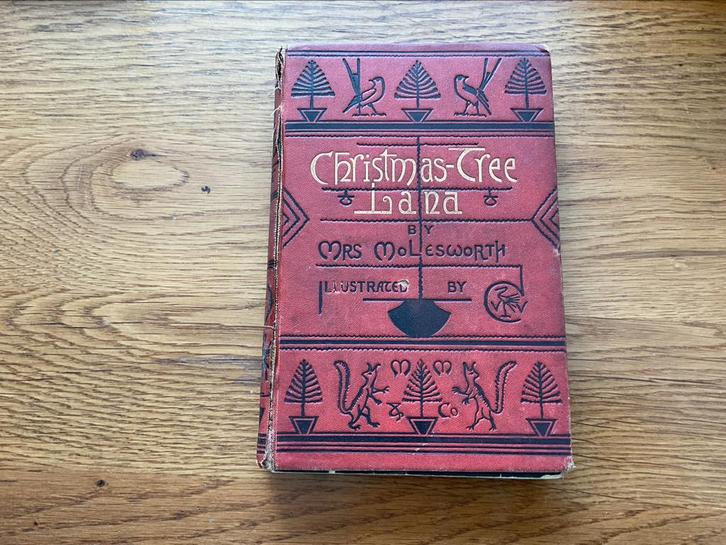 Christmas-Tree
Land
BY
MRS MOLESWORTH
ILLUSTRATED BY
M M
& Co